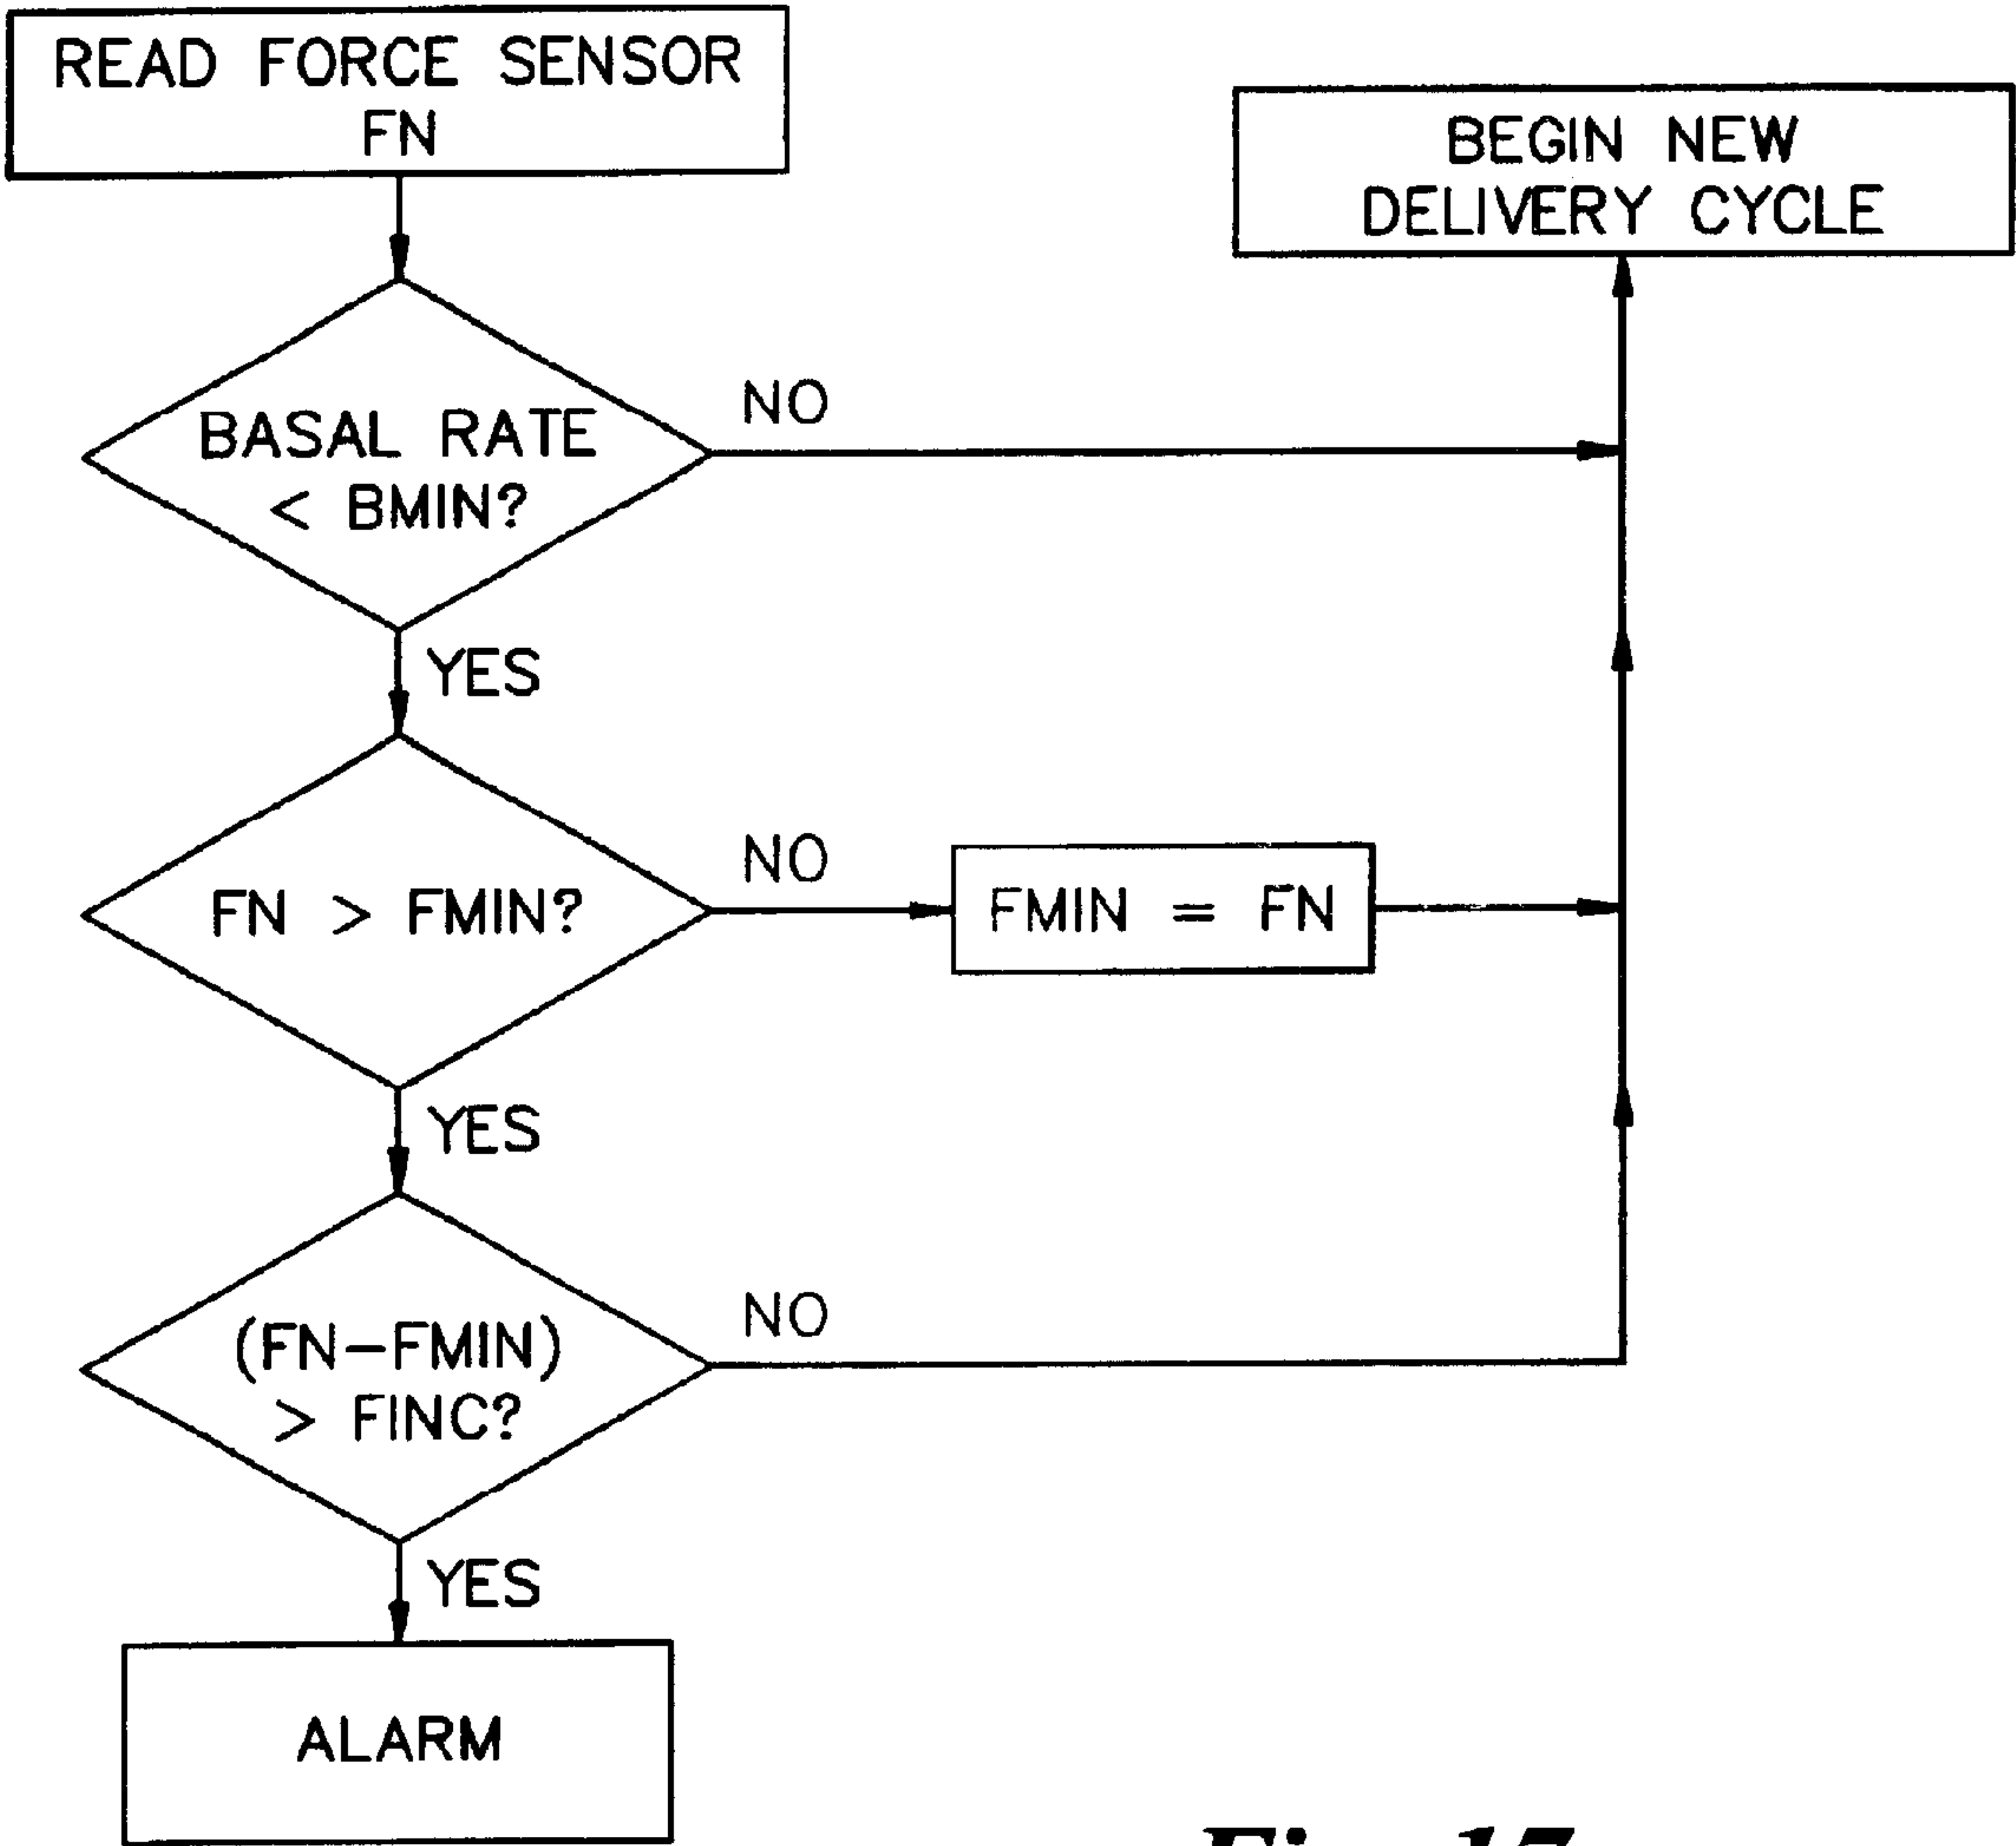 READ FORCE SENSOR
FN
BEGIN NEW
DELIVERY CYCLE
BASAL RATE
< BMIN?
NO
YES
FN > FMIN?
NO
FMIN = FN
YES
(FN-FMIN)
> FINC?
NO
YES
ALARM